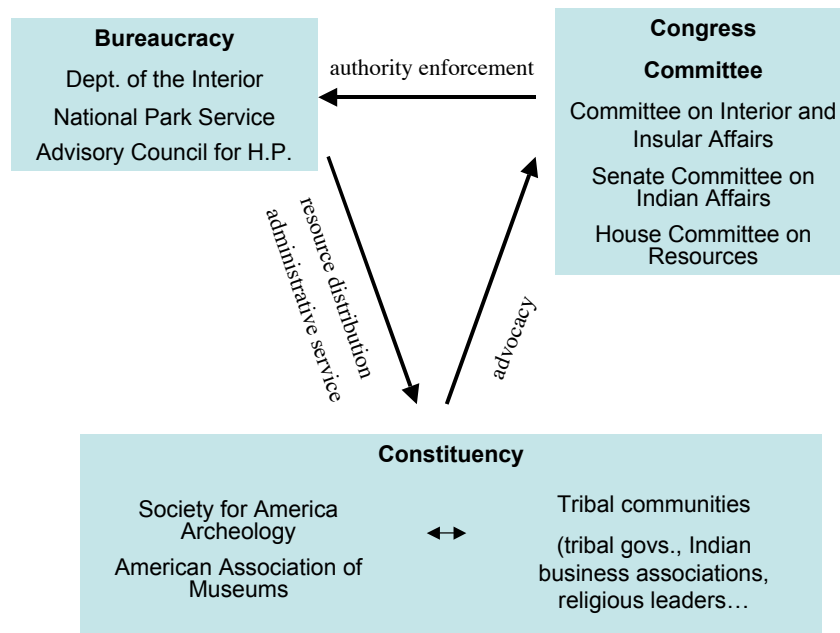 Bureaucracy
Dept. of the Interior
National Park Service
Advisory Council for H.P.
authority enforcement
Congress
Committee
Committee on Interior and
Insular Affairs
Senate Committee on
Indian Affairs
House Committee on
Resources
resource distribution
administrative service
advocacy
Constituency
Society for America
Archeology
American Association of
Museums
Tribal communities
(tribal govs., Indian
business associations,
religious leaders…